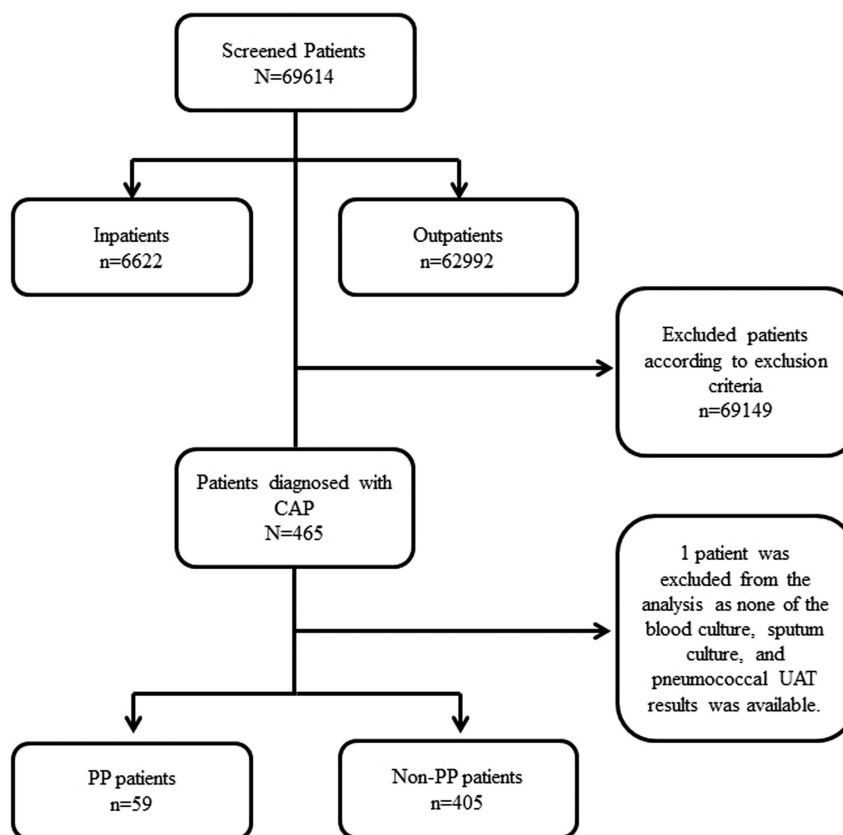 Screened Patients
N=69614
Inpatients
n=6622
Outpatients
n=62992
Excluded patients
according to exclusion
criteria
n=69149
Patients diagnosed with
CAP
N=465
1 patient was
excluded from the
analysis as none of the
blood culture, sputum
culture, and
pneumococcal UAT
results was available.
PP patients
n=59
Non-PP patients
n=405